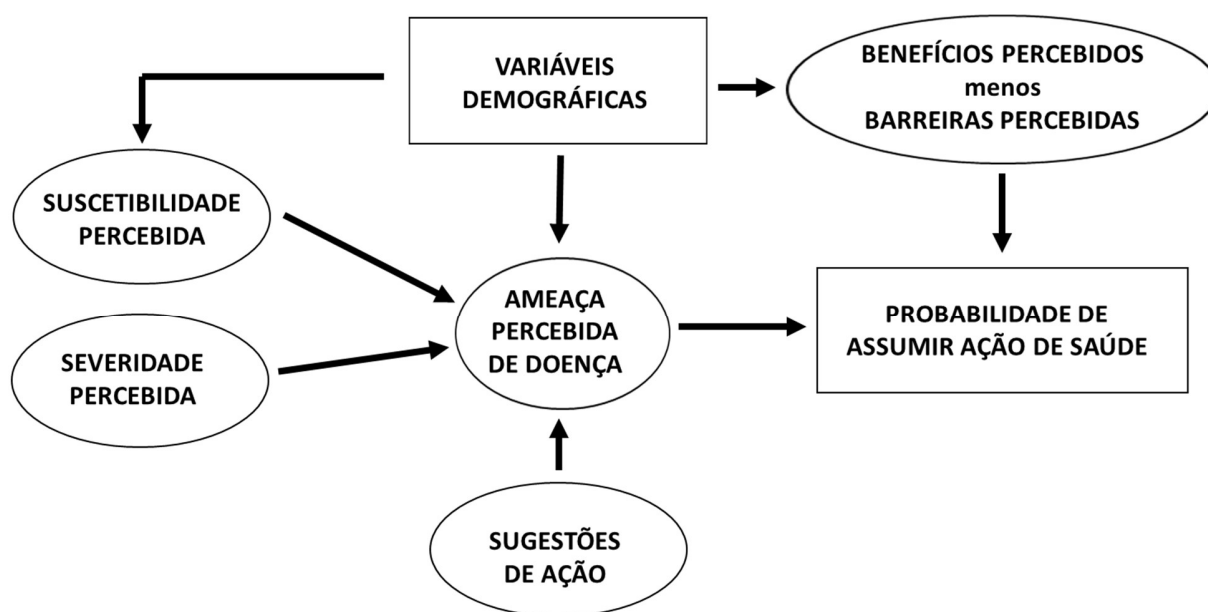 VARIÁVEIS
DEMOGRÁFICAS
BENEFÍCIOS PERCEBIDOS
menos
BARREIRAS PERCEBIDAS
SUSCETIBILIDADE
PERCEBIDA
AMEAÇA
PERCEBIDA
DE DOENÇA
PROBABILIDADE DE
ASSUMIR AÇÃO DE SAÚDE
SEVERIDADE
PERCEBIDA
SUGESTÕES
DE AÇÃO